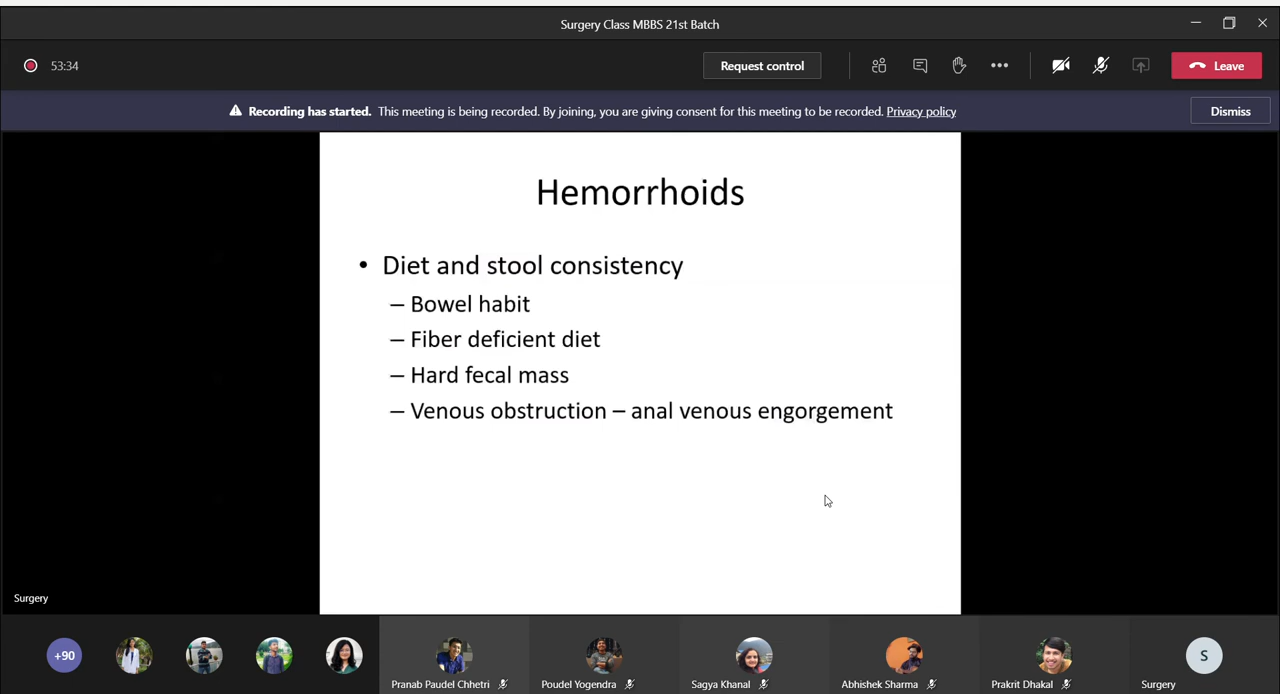 Surgery Class MBBS 21st Batch
53:34
Request control
Leave
Recording has started. This meeting is being recorded. By joining, you are giving consent for this meeting to be recorded. Privacy policy
Dismiss
Hemorrhoids
• Diet and stool consistency
– Bowel habit
– Fiber deficient diet
– Hard fecal mass
– Venous obstruction – anal venous engorgement
Surgery
+90
Pranab Paudel Chhetri
Poudel Yogendra
Sagya Khanal
Abhishek Sharma
Prakrit Dhakal
S
Surgery